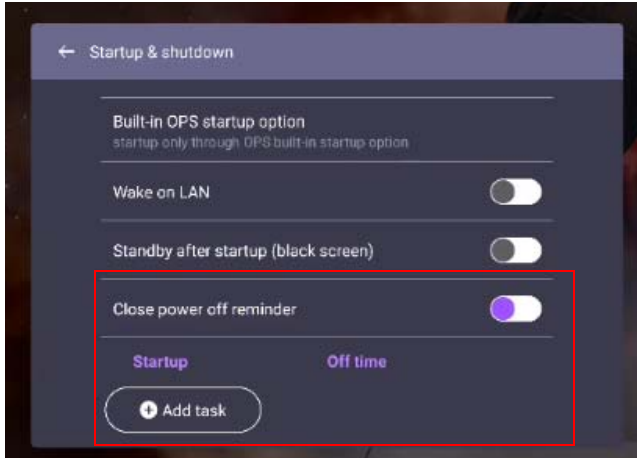 Startup & shutdown
Built-in OPS startup option
startup only through OPS built-in startup option
Wake on LAN
Standby after startup (black screen)
Close power off reminder
Startup Off time
Add task